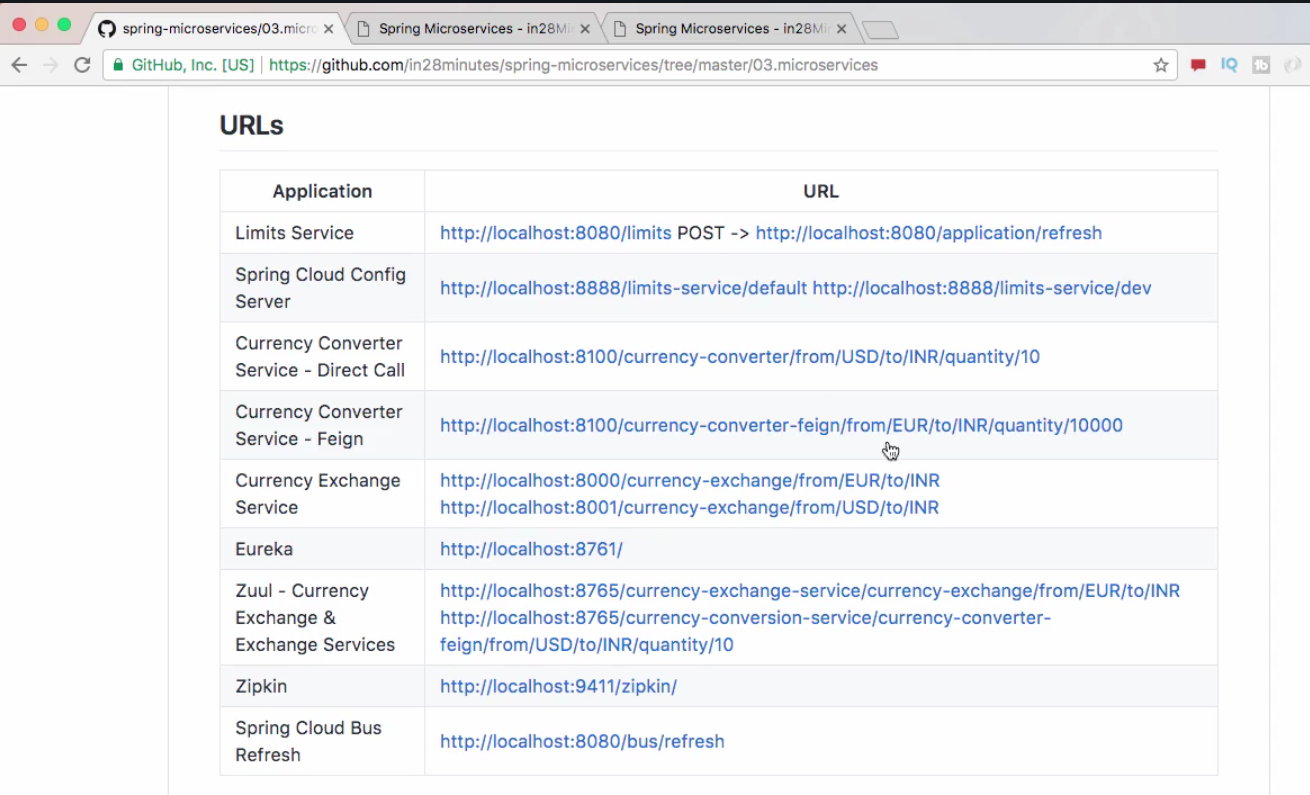 spring-microservices/03.micro
Spring Microservices - in28Mi
Spring Microservices - in28Mi
GitHub, Inc. [US] | https://github.com/in28minutes/spring-microservices/tree/master/03.microservices
IQ
URLs
Application URL
Limits Service http://localhost:8080/limits POST -> http://localhost:8080/application/refresh
Spring Cloud Config
Server
http://localhost:8888/limits-service/default http://localhost:8888/limits-service/dev
Currency Converter
Service - Direct Call
http://localhost:8100/currency-converter/from/USD/to/INR/quantity/10
Currency Converter
Service - Feign
http://localhost:8100/currency-converter-feign/from/EUR/to/INR/quantity/10000
Currency Exchange
Service
http://localhost:8000/currency-exchange/from/EUR/to/INR
http://localhost:8001/currency-exchange/from/USD/to/INR
Eureka http://localhost:8761/
Zuul - Currency
Exchange &
Exchange Services
http://localhost:8765/currency-exchange-service/currency-exchange/from/EUR/to/INR
http://localhost:8765/currency-conversion-service/currency-converter-
feign/from/USD/to/INR/quantity/10
Zipkin http://localhost:9411/zipkin/
Spring Cloud Bus
Refresh
http://localhost:8080/bus/refresh